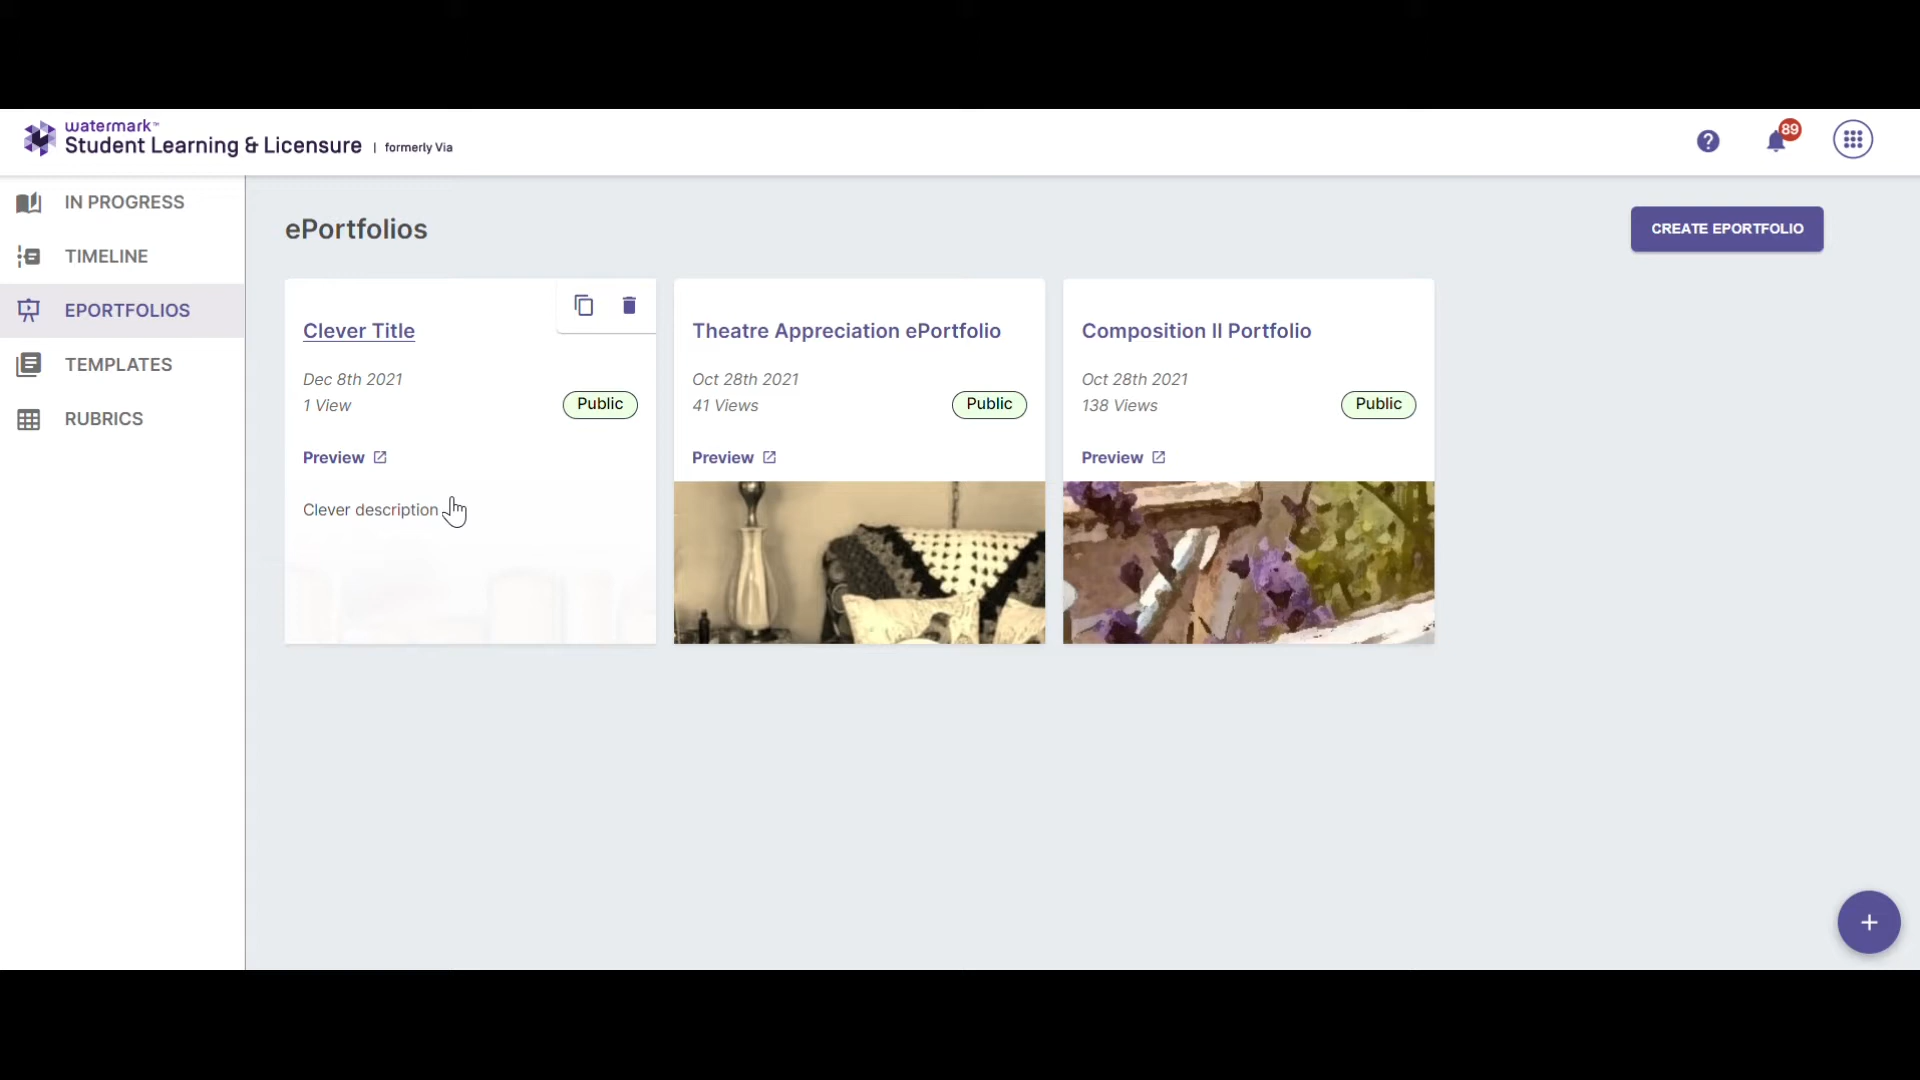 watermark™
Student Learning & Licensure | formerly Via
89
IN PROGRESS
TIMELINE
EPORTFOLIOS
TEMPLATES
RUBRICS
ePortfolios
CREATE EPORTFOLIO
Clever Title
Dec 8th 2021
1 View
Public
Preview
Clever description
Theatre Appreciation ePortfolio
Oct 28th 2021
41 Views
Public
Preview
Composition II Portfolio
Oct 28th 2021
138 Views
Public
Preview